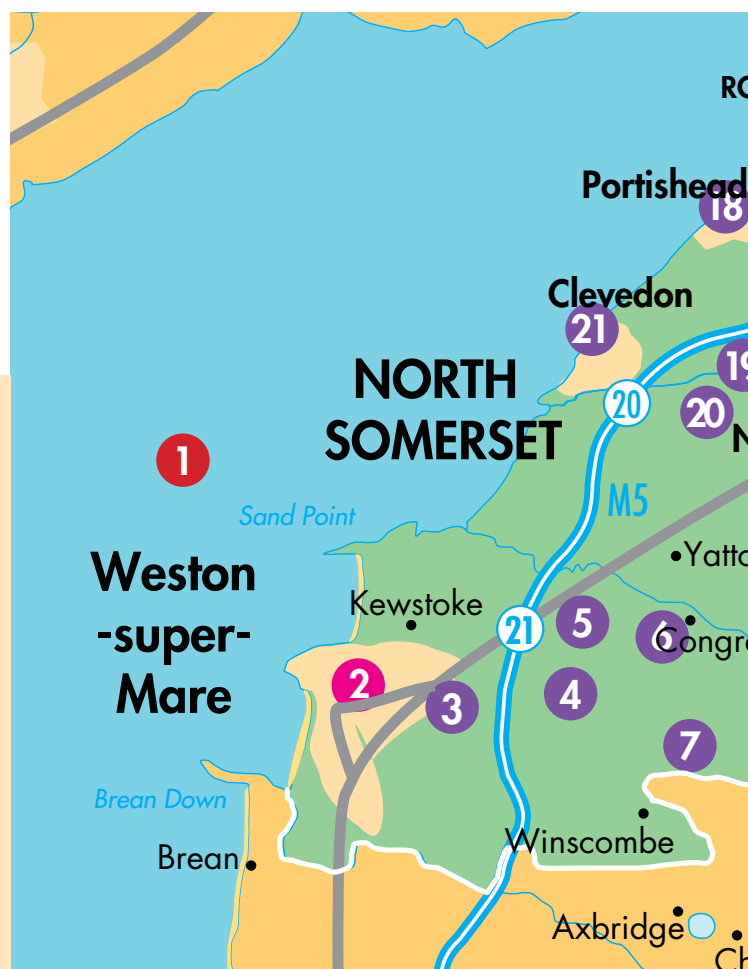 RO
Portishead
18
Clevedon
21
19
NORTH
SOMERSET
20
20
N
1
M5
Sand Point
Yatto
Weston
-super-
Mare
Kewstoke
21
5
6
Congre
2
3
4
7
Brean Down
Winscombe
Brean
Axbridge
Ch